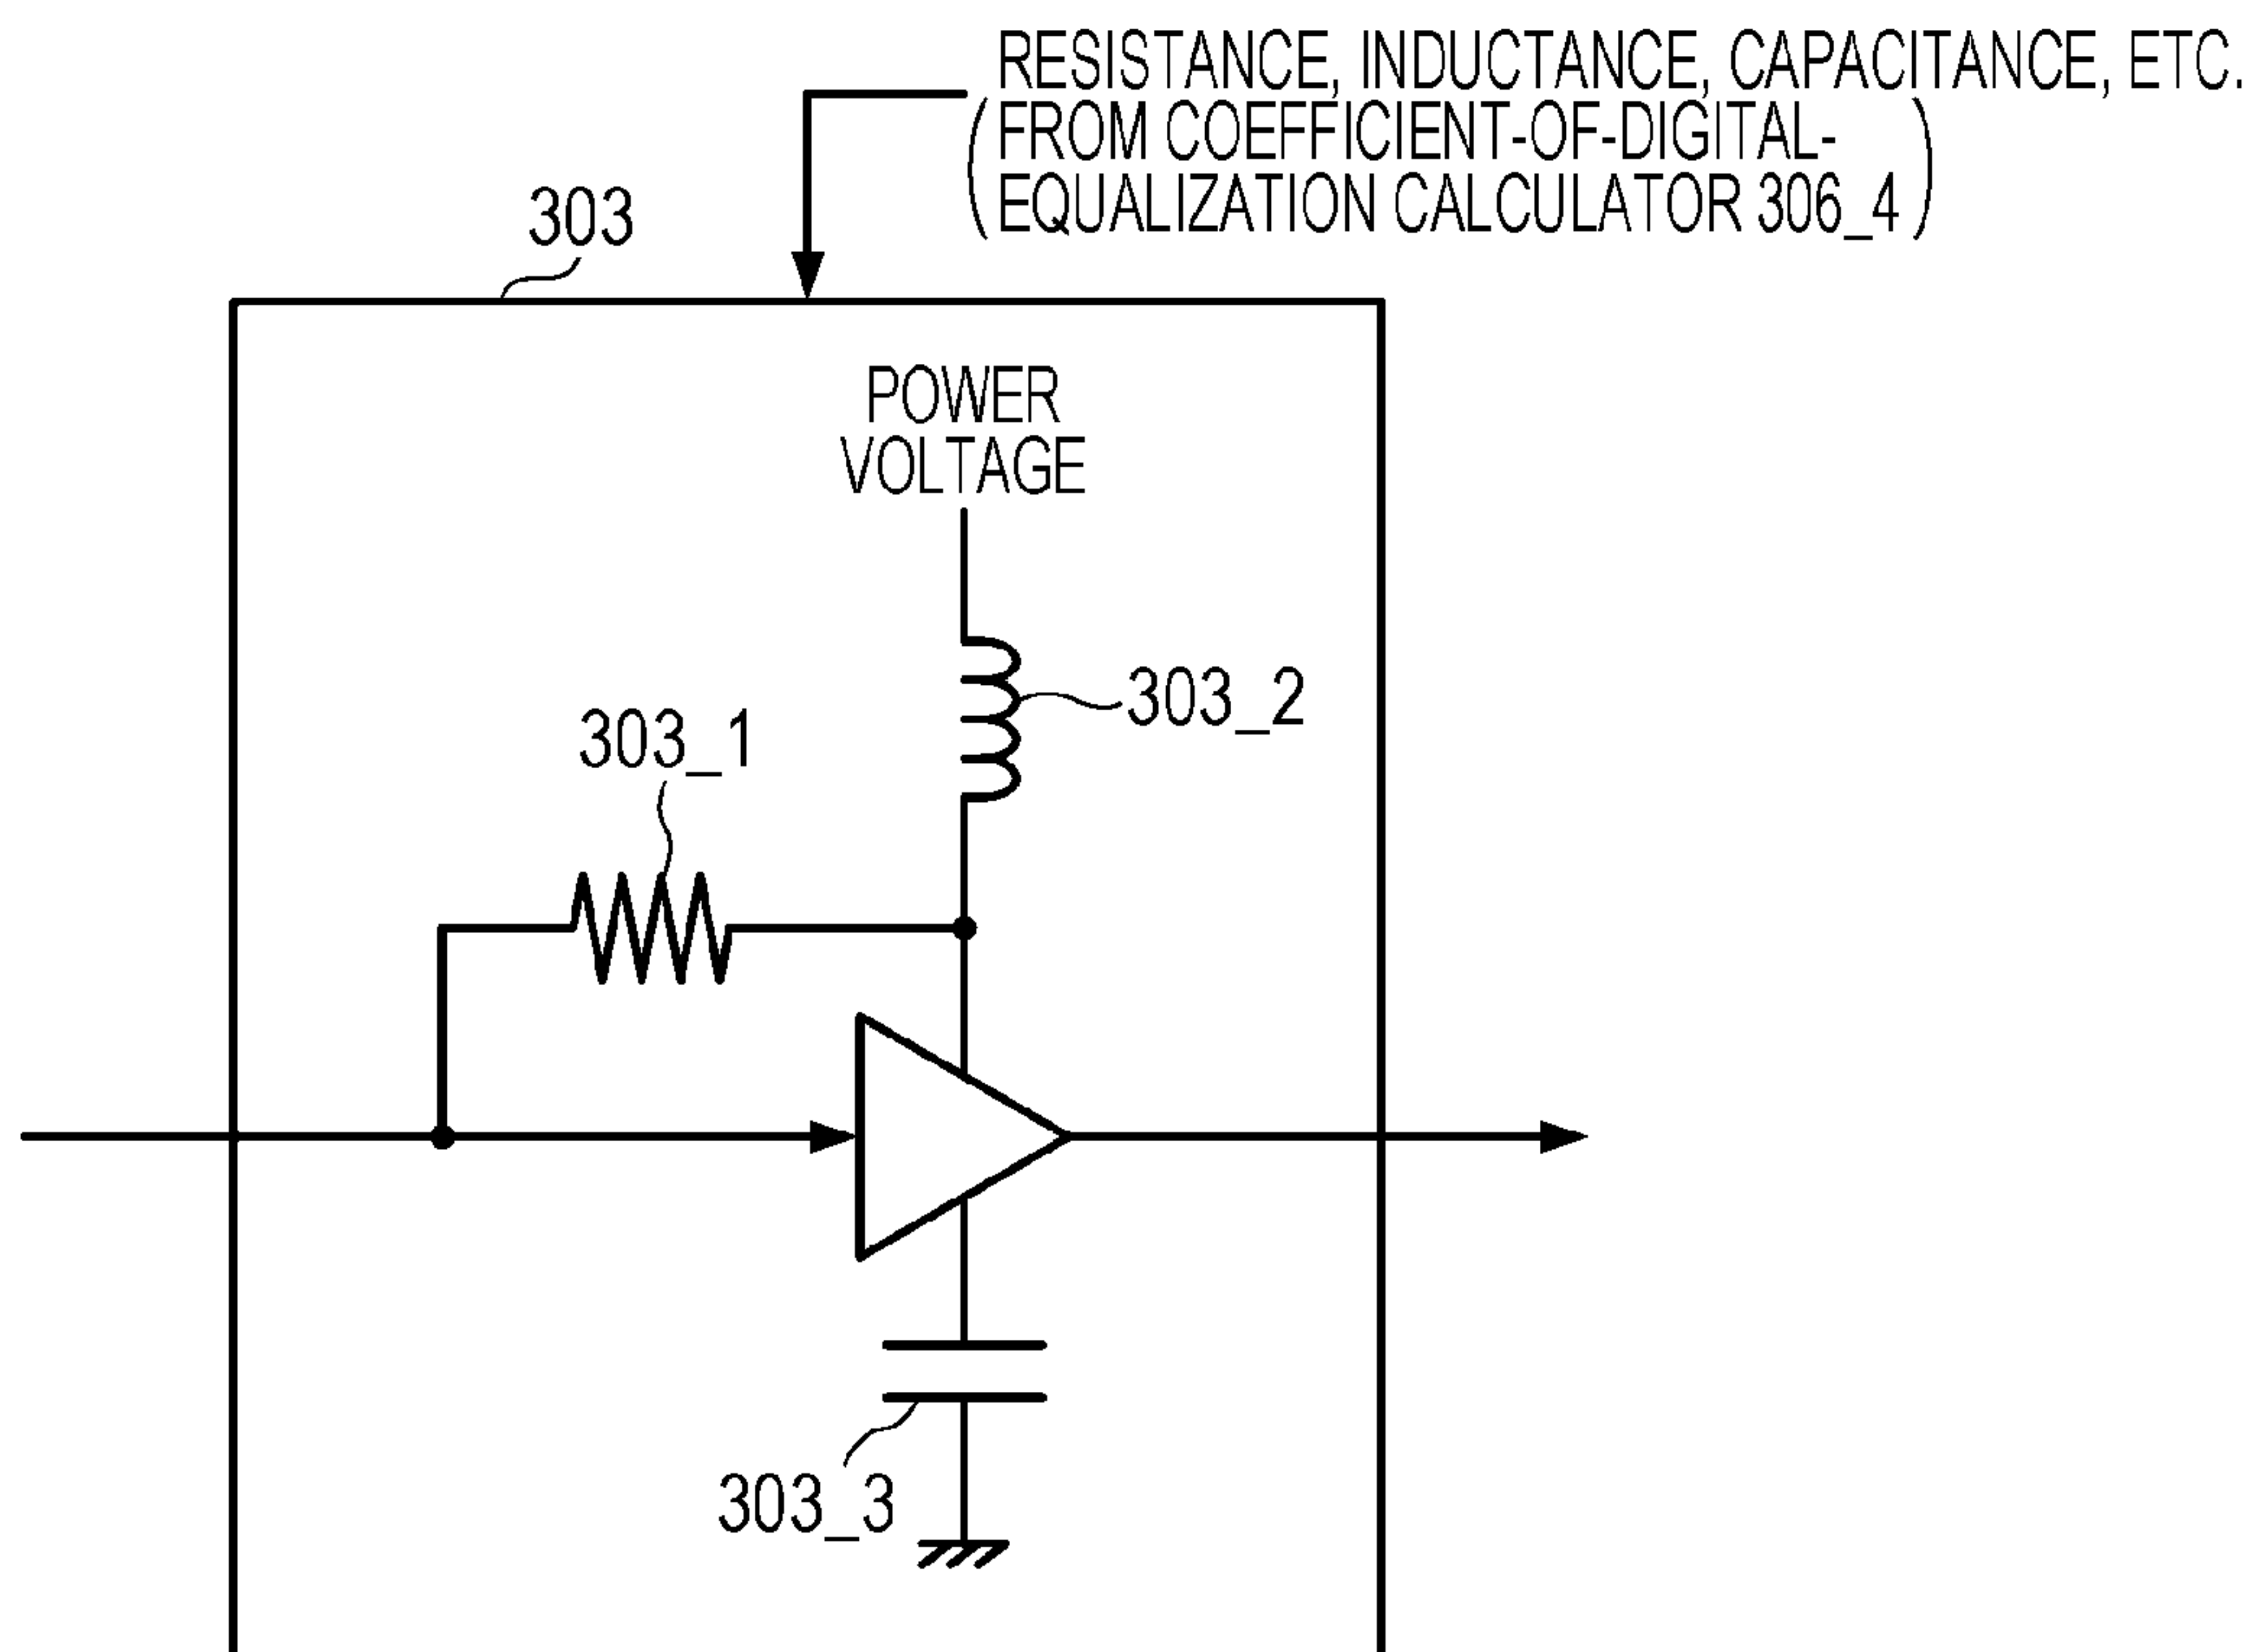 RESISTANCE, INDUCTANCE, CAPACITANCE, ETC.
(FROM COEFFICIENT-OF-DIGITAL-
EQUALIZATION CALCULATOR 306_4)
303
POWER
VOLTAGE
303_2
303_1
303_3